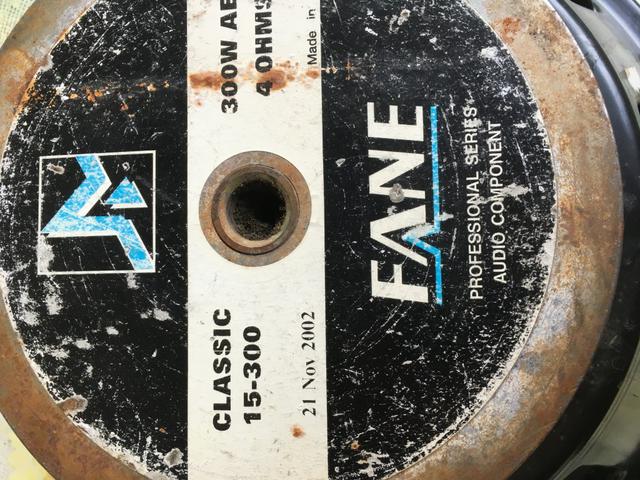 FANE
PROFESSIONAL SERIES
AUDIO COMPONENT
CLASSIC 300W AE
15-300 4 OHMS
21 Nov 2002 Made in